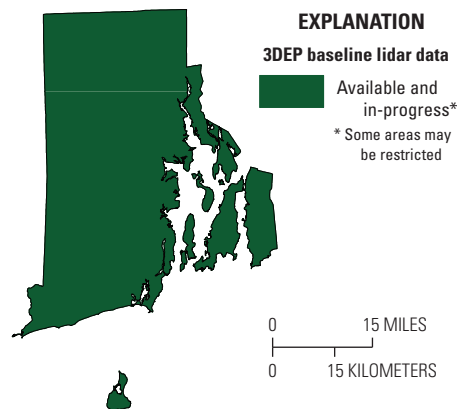 EXPLANATION
3DEP baseline lidar data
Available and
in-progress*
* Some areas may
be restricted
0 15 MILES
0 15 KILOMETERS